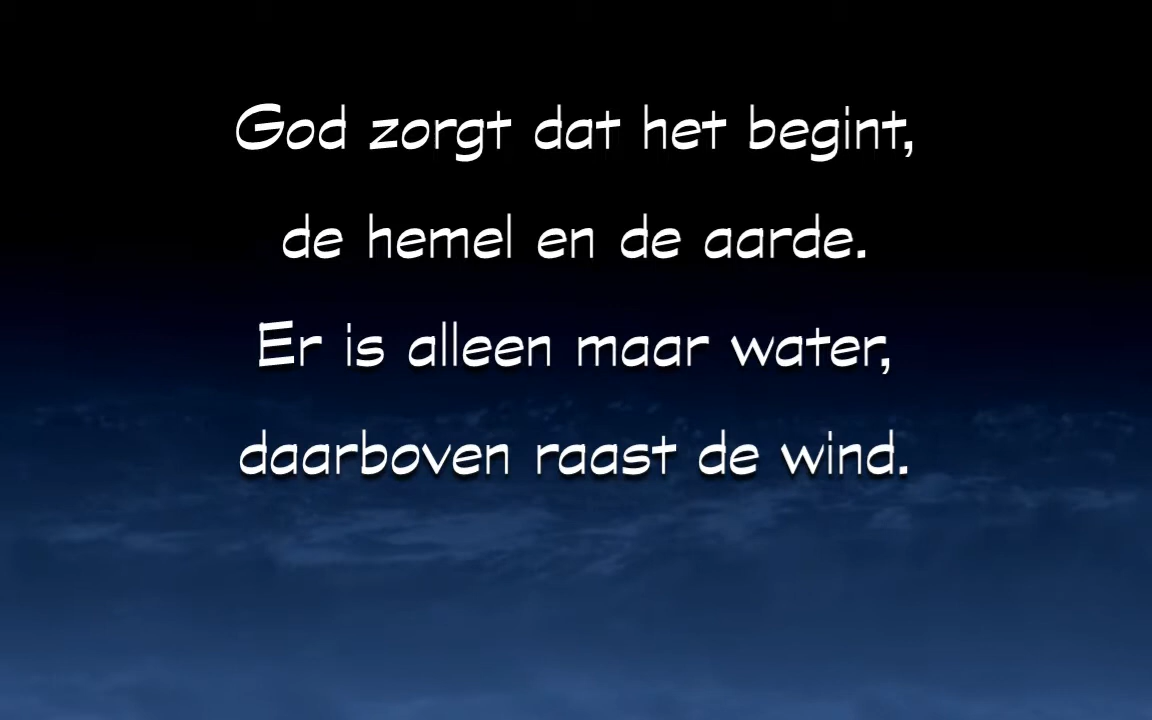 God zorgt dat het begint,
de hemel en de aarde.
Er is alleen maar water,
daarboven raast de wind.